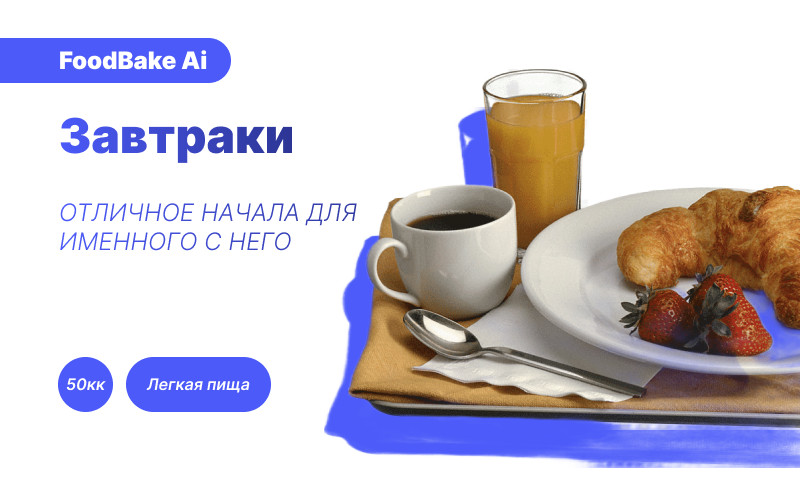 FoodBake Ai
Завтраки
ОТЛИЧНОЕ НАЧАЛА ДЛЯ
ИМЕННОГО С НЕГО
50кк
Легкая пища